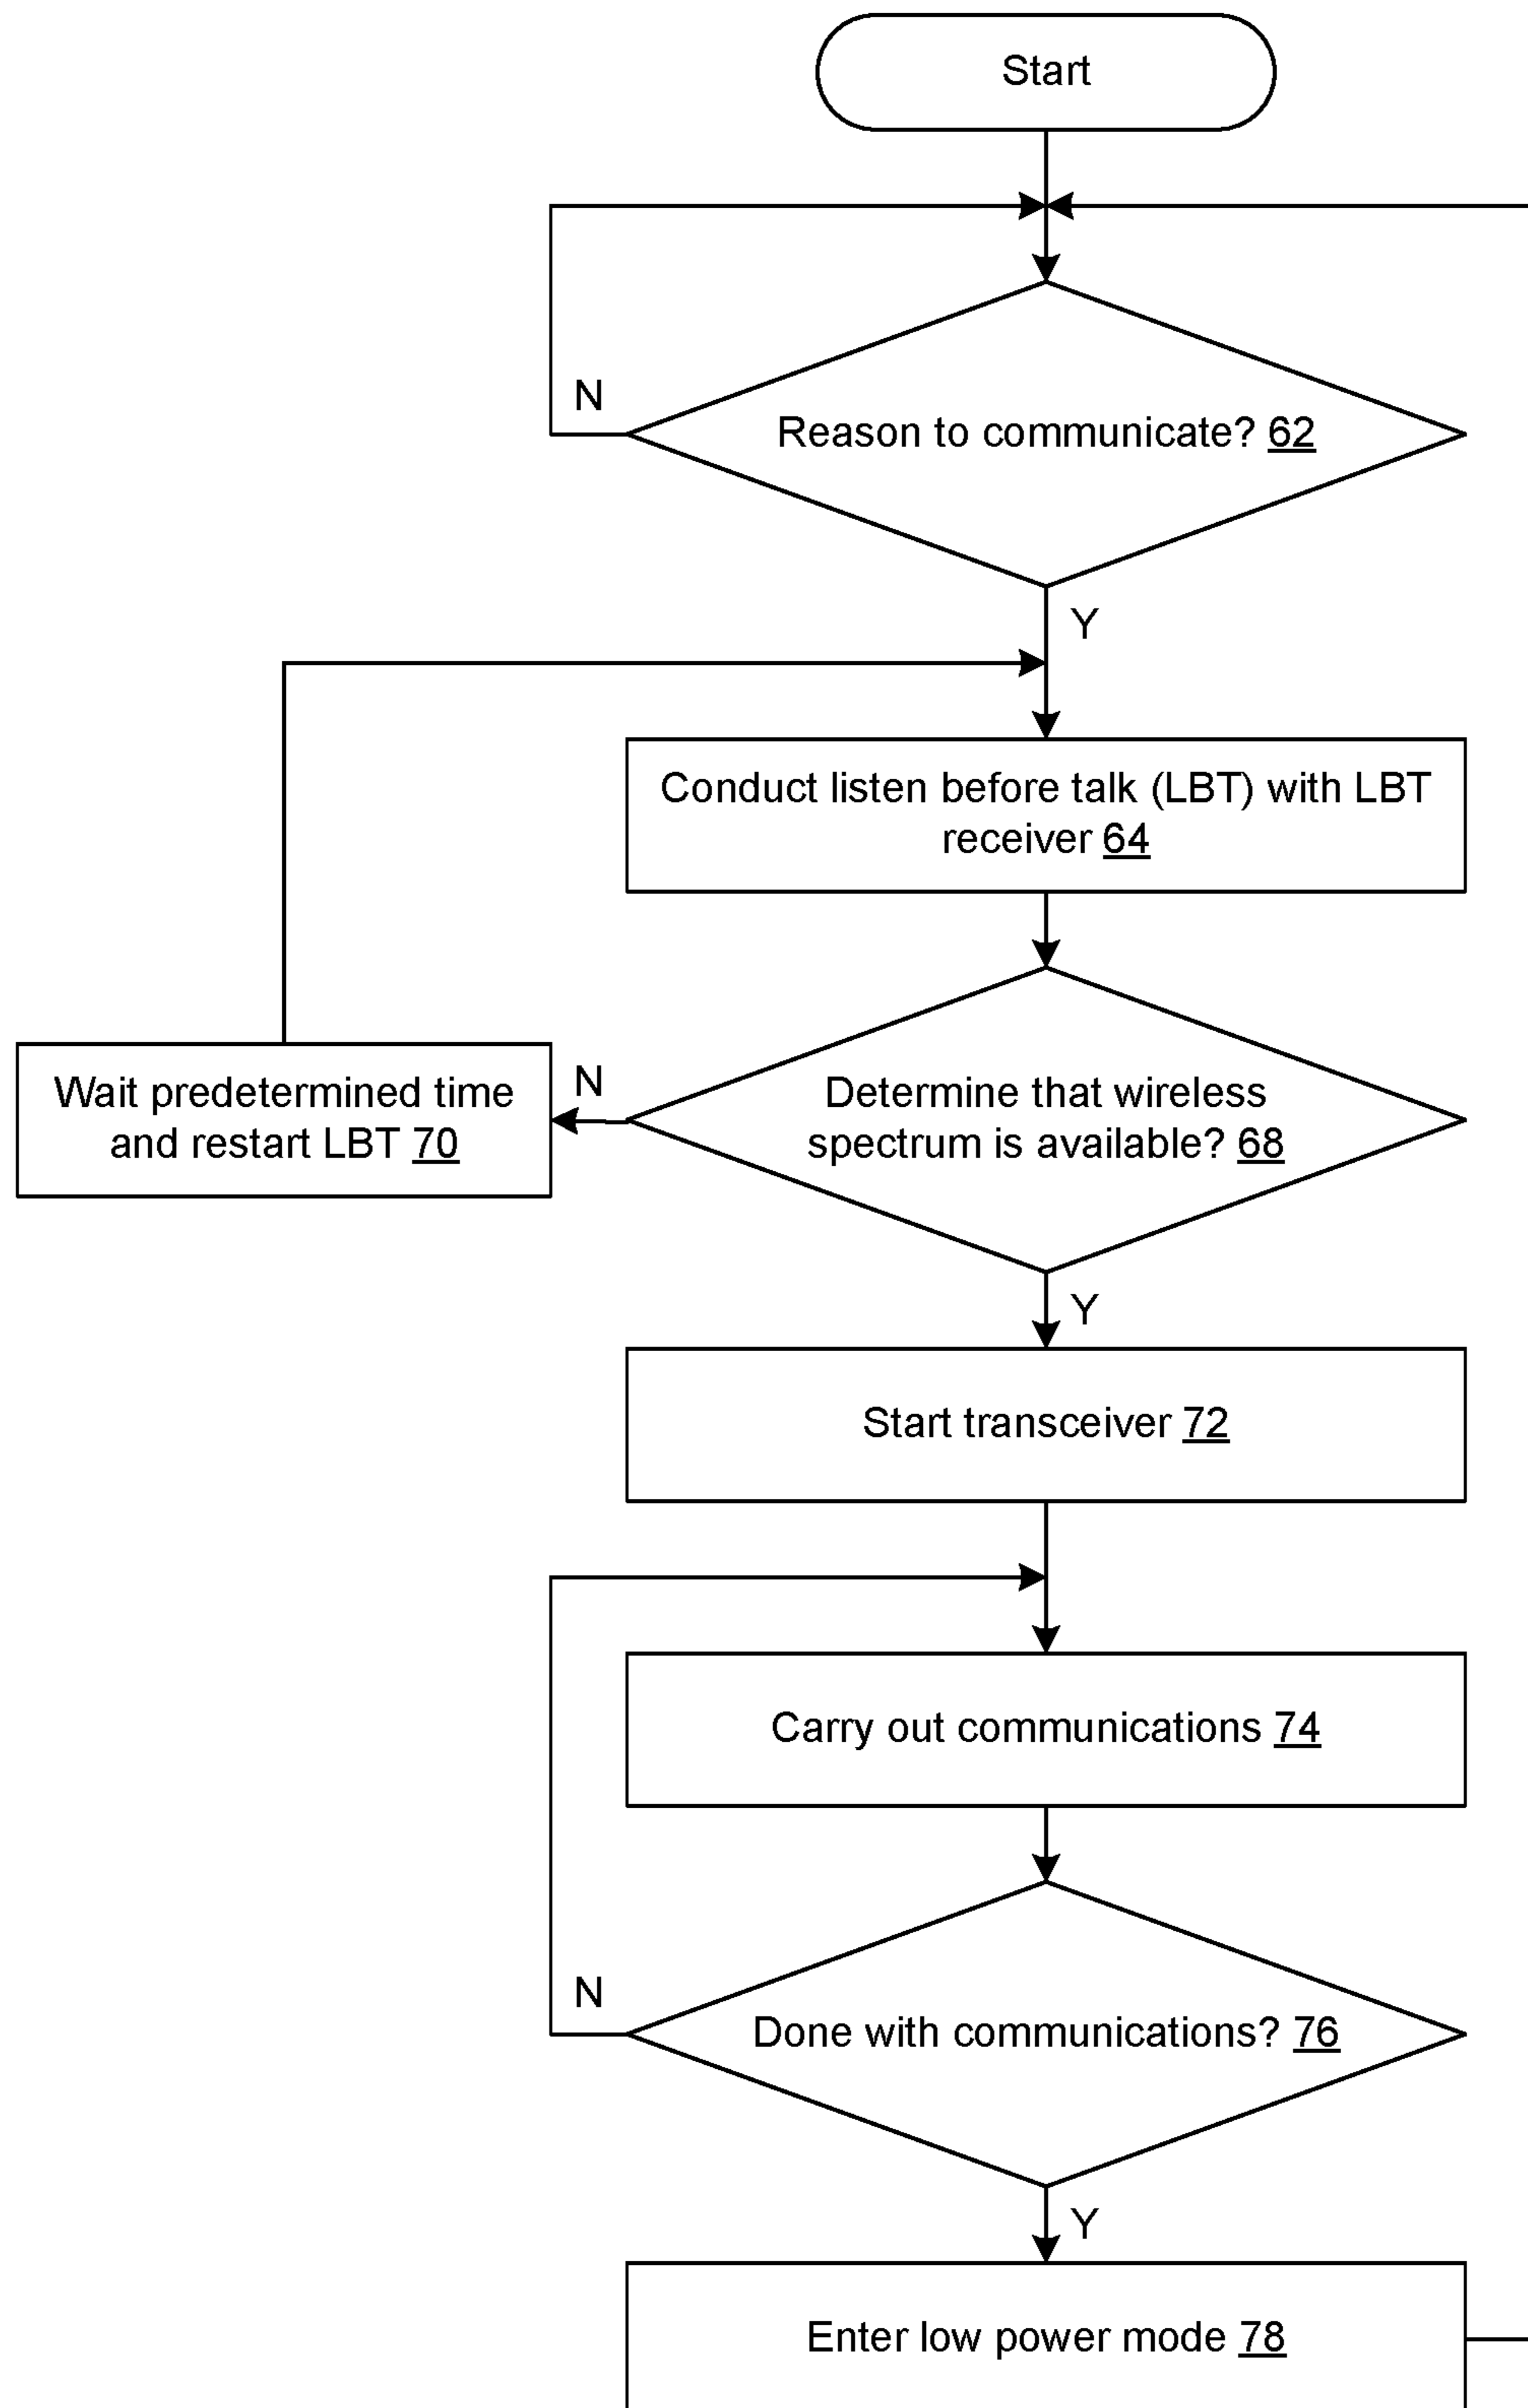 Start
N
Reason to communicate? 62
Y
Conduct listen before talk (LBT) with LBT
receiver 64
Wait predetermined time
and restart LBT 70
N
Determine that wireless
spectrum is available? 68
Y
Start transceiver 72
Carry out communications 74
N
Done with communications? 76
Y
Enter low power mode 78